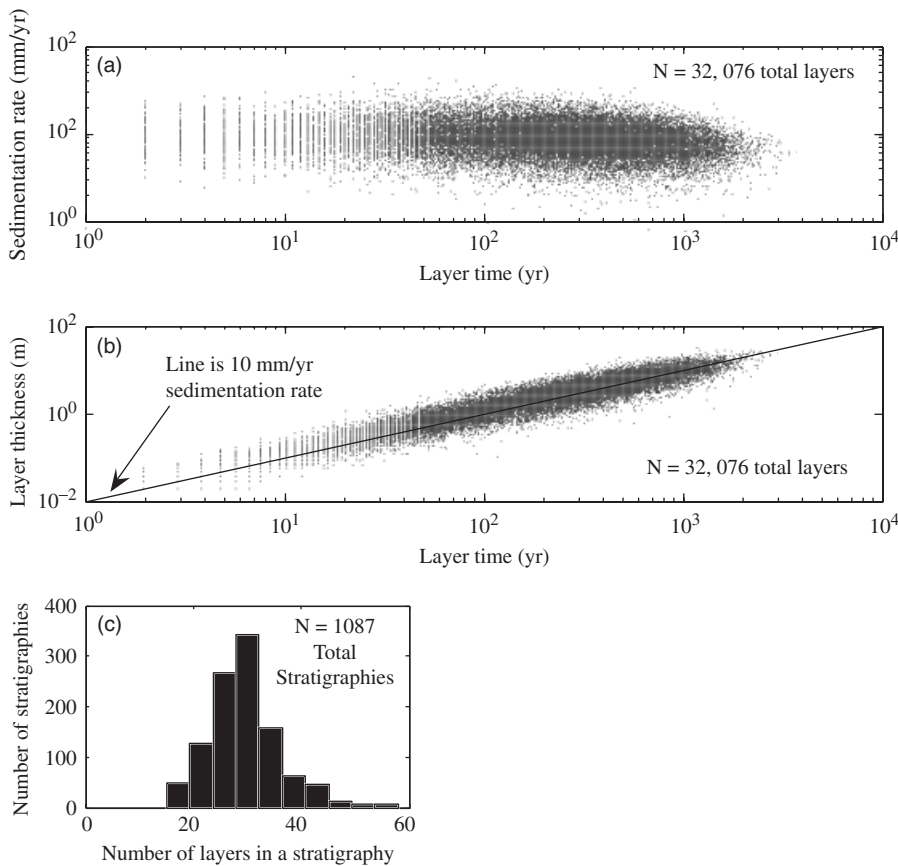 Sedimentation rate (mm/yr)
10²
10²
10⁰
(a)
N = 32, 076 total layers
10⁰ 10¹ 10² 10³ 10⁴
Layer time (yr)
Layer thickness (m)
10²
10⁰
10⁻²
(b)
Line is 10 mm/yr
sedimentation rate
N = 32, 076 total layers
10⁰ 10¹ 10² 10³ 10⁴
Layer time (yr)
Number of stratigraphies
400
300
200
100
0
(c)
N = 1087
Total
Stratigraphies
0 20 40 60
Number of layers in a stratigraphy